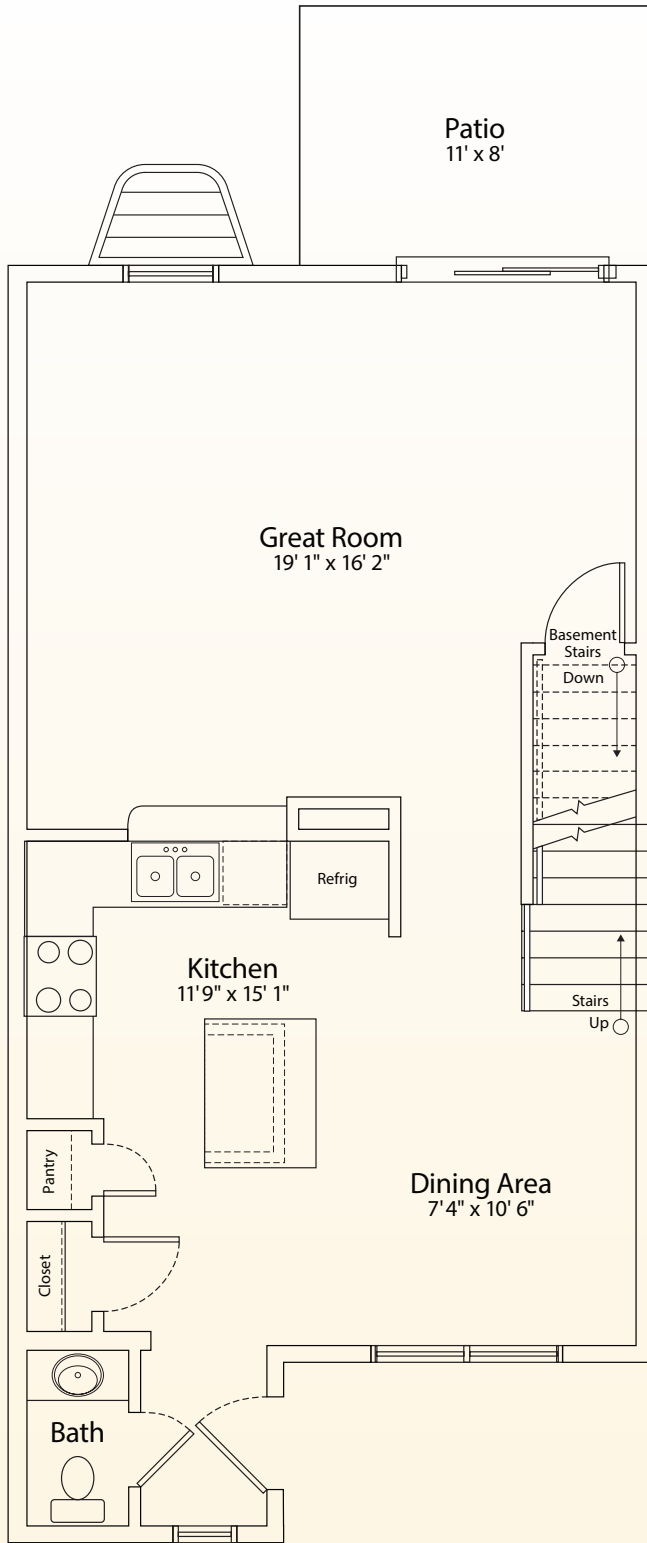 Patio
11' x 8'
Great Room
19' 1" x 16' 2"
Basement
Stairs
Down
Refrig
Kitchen
11' 9" x 15' 1"
Stairs
Up
Pantry
Dining Area
7' 4" x 10' 6"
Closet
Bath